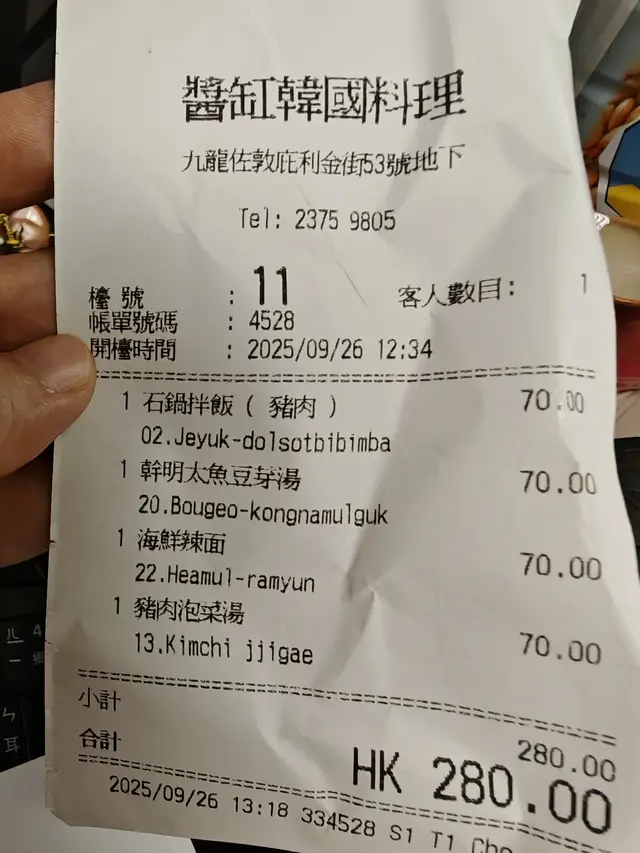 醬缸韓國料理
九龍佐敦庇利金街53號地下
Tel: 2375 9805
檯 號 : 11 客人數目: 1
帳單號碼 : 4528
開檯時間 : 2025/09/26 12:34
1 石鍋拌飯 ( 豬肉 ) 70.00
02.Jeyuk-dolsotbibimba
1 幹明太魚豆芽湯 70.00
20.Bougeo-kongnamulguk
1 海鮮辣面 70.00
22.Heamul-ramyun
1 豬肉泡菜湯 70.00
13.Kimchi jjigae
小計 280.00
合計 HK 280.00
2025/09/26 13:18 334528 S1 T1